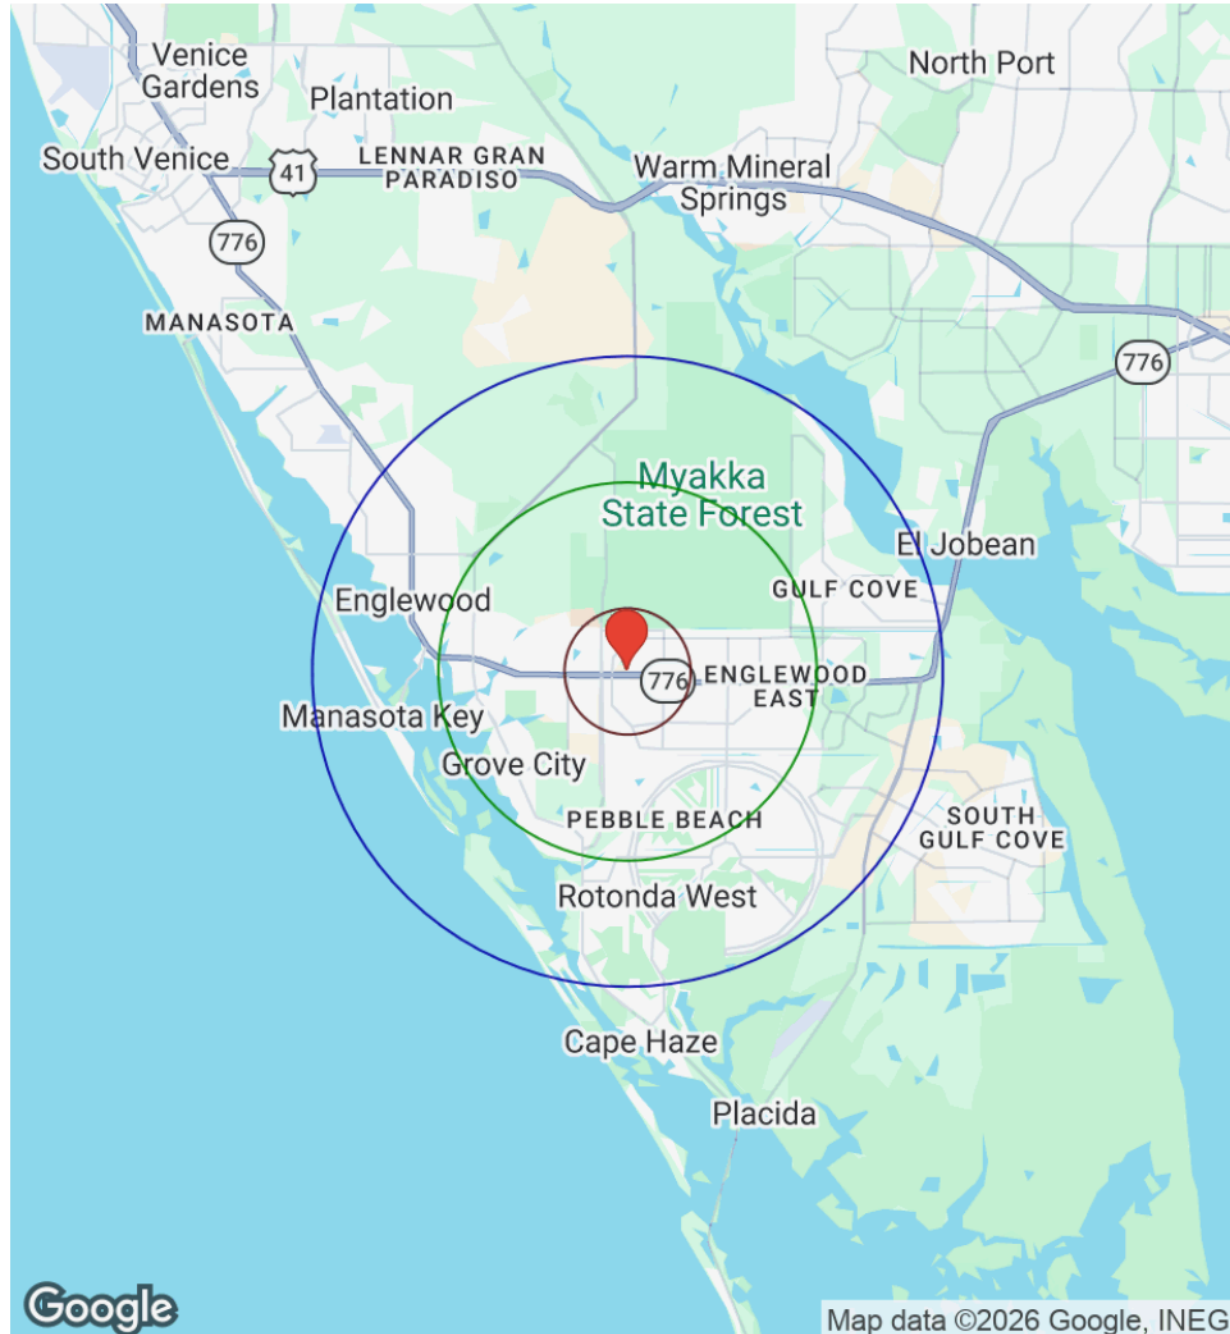 Venice
Gardens
North Port
Plantation
South Venice
41
LENNAR GRAN
PARADISO
Warm Mineral
Springs
776
MANASOTA
776
Myakka
State Forest
El Jobean
GULF COVE
Englewood
776
ENGLEWOOD
EAST
Manasota Key
Grove City
PEBBLE BEACH
SOUTH
GULF COVE
Rotonda West
Cape Haze
Placida
Google
Map data ©2026 Google, INEG